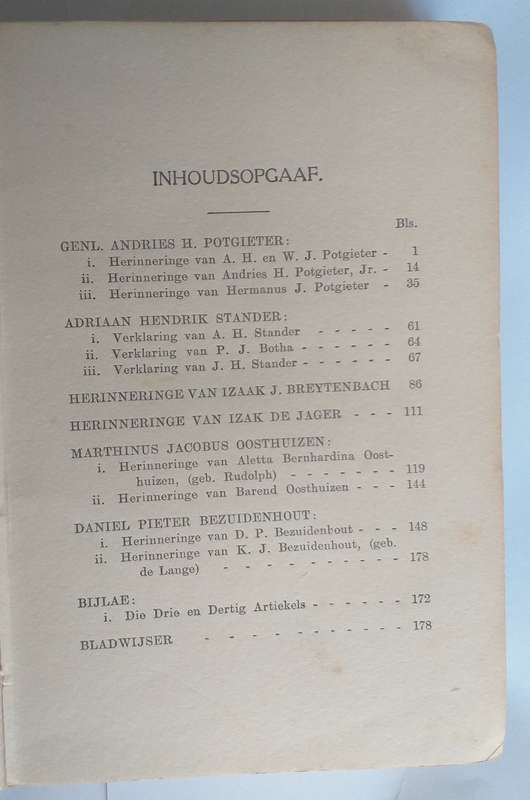 INHOUDSOPGAAF.
Bls.
GENL. ANDRIES H. POTGIETER:
i. Herinneringe van A. H. en W. J. Potgieter - 1
ii. Herinneringe van Andries H. Potgieter, Jr. - 14
iii. Herinneringe van Hermanus J. Potgieter - 35
ADRIAAN HENDRIK STANDER:
i. Verklaring van A. H. Stander - - - - - 61
ii. Verklaring van P. J. Botha - - - - - - 64
iii. Verklaring van J. H. Stander - - - - - 67
HERINNERINGE VAN IZAAK J. BREYTENBACH 86
HERINNERINGE VAN IZAK DE JAGER - - - 111
MARTHINUS JACOBUS OOSTHUIZEN:
i. Herinneringe van Aletta Bernhardina Oost-
huizen, (geb. Rudolph) - - - - - - - 119
ii. Herinneringe van Barend Oosthuizen - - - 144
DANIEL PIETER BEZUIDENHOUT:
i. Herinneringe van D. P. Bezuidenhout - - - 148
ii. Herinneringe van K. J. Bezuidenhout, (geb.
de Lange) - - - - - - - - - - 178
BIJLAE:
i. Die Drie en Dertig Artiekels - - - - - - 172
BLADWIJSER - - - - - - - - - - 178